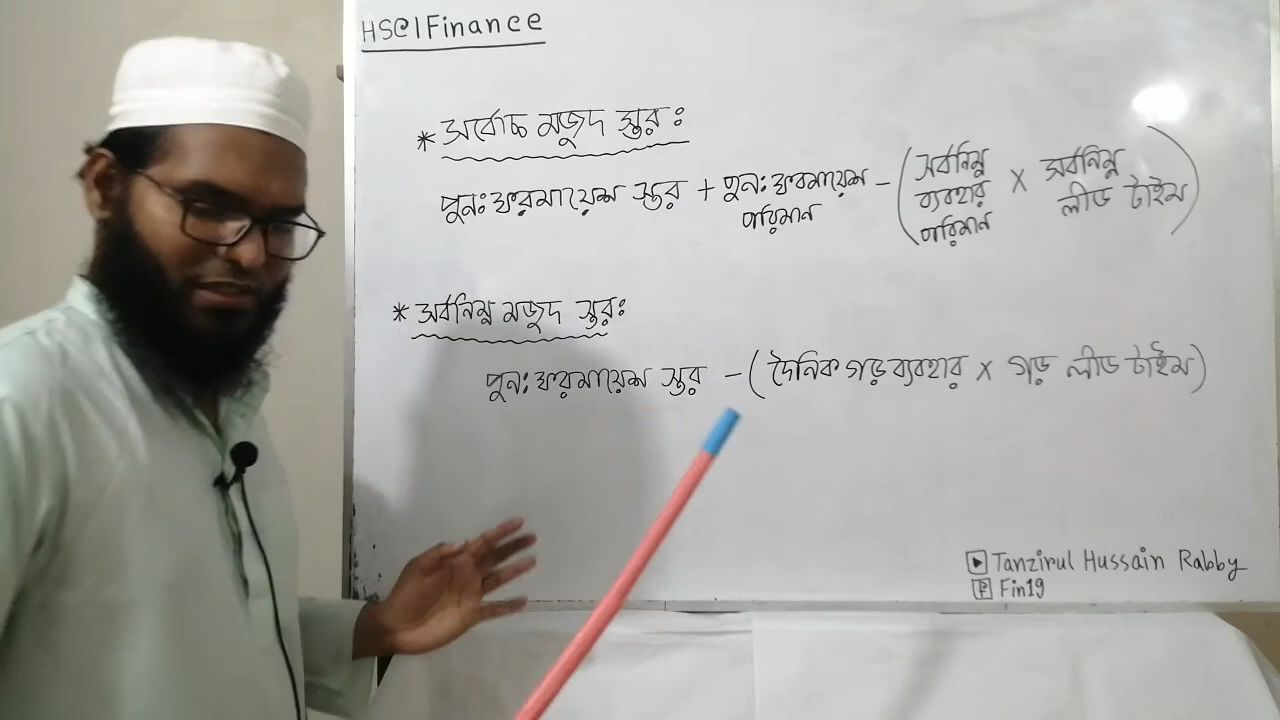 HSC|Finance
* সর্বোচ্চ মজুদ স্তর:
পুনঃফরমায়েশ স্তর + পুনঃফরমায়েশ পরিমান - (সর্বনিম্ন ব্যবহার পরিমান X সর্বনিম্ন লীড টাইম)
* সর্বনিম্ন মজুদ স্তর:
পুনঃফরমায়েশ স্তর - (দৈনিক গড় ব্যবহার X গড় লীড টাইম)
Tanzirul Hussain Rabby
Fin19